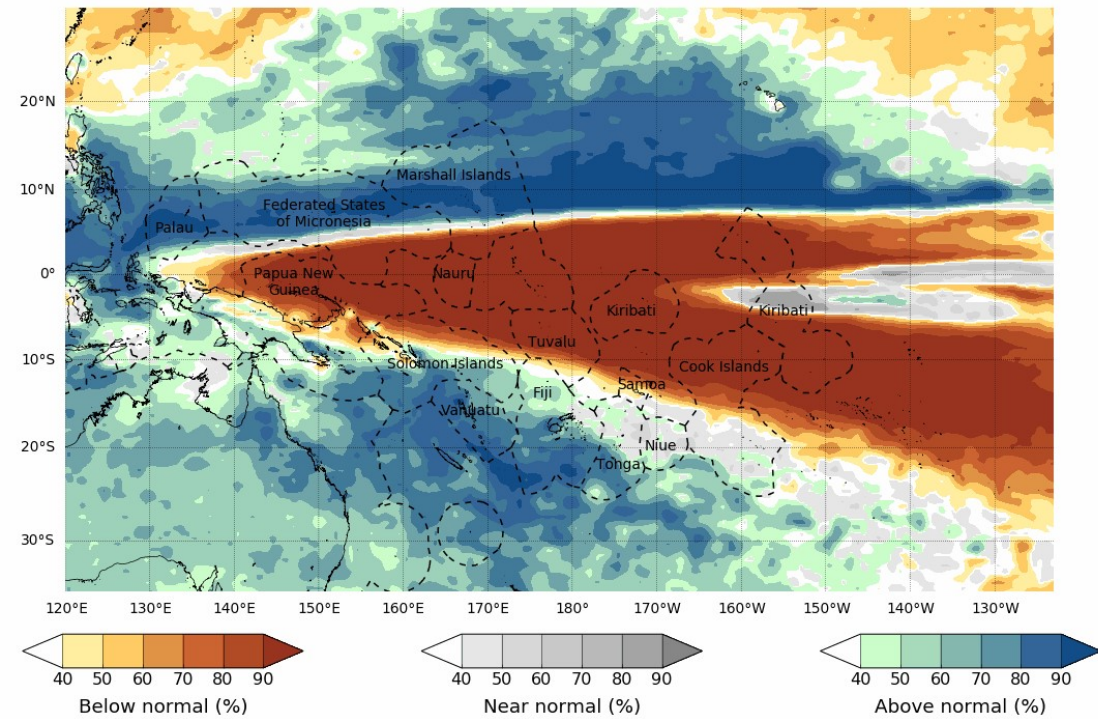 20°N
10°N
0°
10°S
20°S
30°S
Marshall Islands
Federated States
of Micronesia
Palau
Papua New
Guinea
Nauru
Kiribati
Kiribati
Tuvalu
Solomon Islands
Cook Islands
Samoa
Fiji
Vanuatu
Niue
Tonga
120°E 130°E 140°E 150°E 160°E 170°E 180° 170°W 160°W 150°W 140°W 130°W
40 50 60 70 80 90
Below normal (%)
40 50 60 70 80 90
Near normal (%)
40 50 60 70 80 90
Above normal (%)